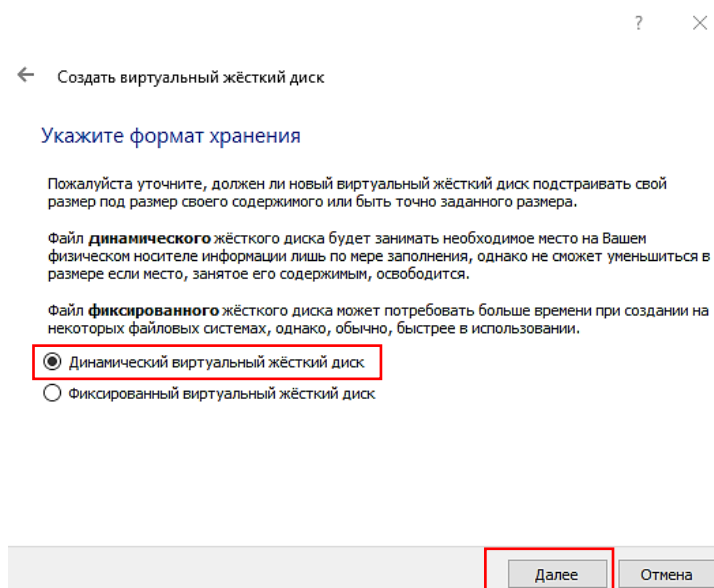 ?
Создать виртуальный жёсткий диск
Укажите формат хранения
Пожалуйста уточните, должен ли новый виртуальный жёсткий диск подстраивать свой
размер под размер своего содержимого или быть точно заданного размера.
Файл динамического жёсткого диска будет занимать необходимое место на Вашем
физическом носителе информации лишь по мере заполнения, однако не сможет уменьшиться в
размере если место, занятое его содержимым, освободится.
Файл фиксированного жёсткого диска может потребовать больше времени при создании на
некоторых файловых системах, однако, обычно, быстрее в использовании.
Динамический виртуальный жёсткий диск
Фиксированный виртуальный жёсткий диск
Далее
Отмена